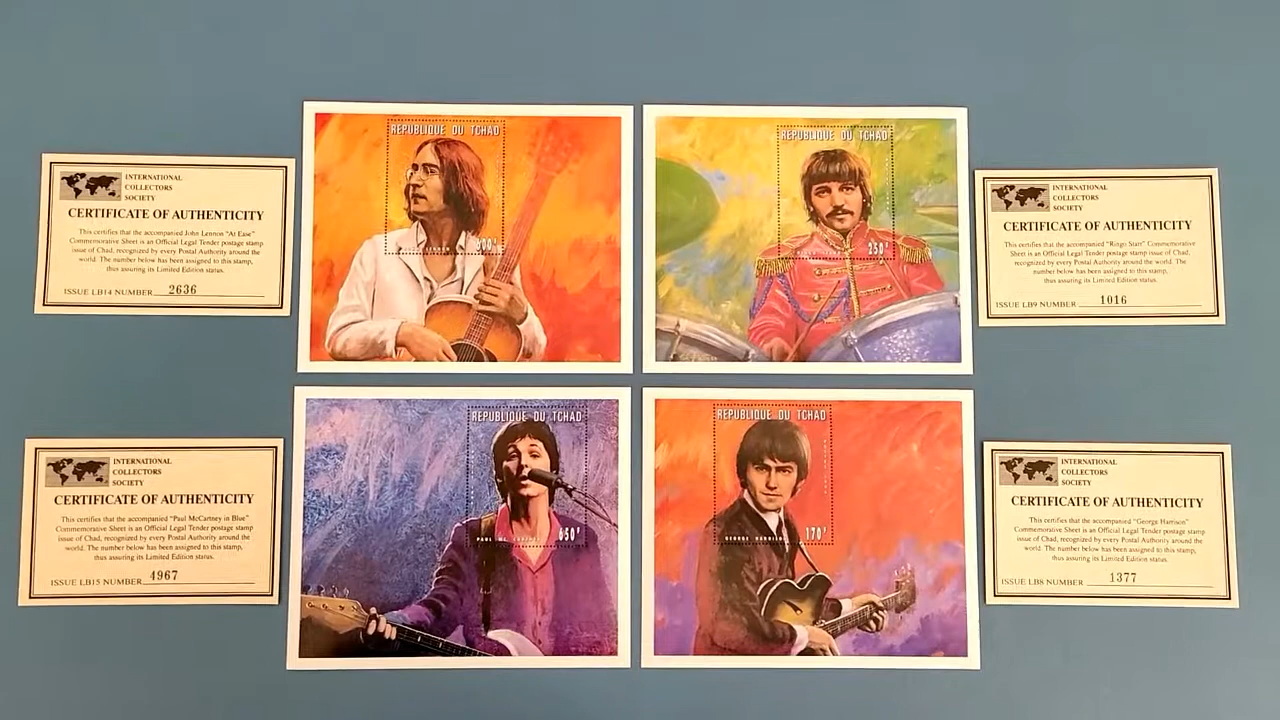 INTERNATIONAL
COLLECTORS
SOCIETY
CERTIFICATE OF AUTHENTICITY
This certifies that the accompanied John Lennon "At Ease"
Commemorative Sheet is an Official Legal Tender postage stamp
issue of Chad, recognized by every Postal Authority around the
world. The number below has been assigned to this stamp,
thus assuring its Limited Edition status.
ISSUE LB14 NUMBER 2636
REPUBLIQUE DU TCHAD
REPUBLIQUE DU TCHAD
250F
INTERNATIONAL
COLLECTORS
SOCIETY
CERTIFICATE OF AUTHENTICITY
This certifies that the accompanied "Ringo Starr" Commemorative
Sheet is an Official Legal Tender postage stamp issue of Chad,
recognized by every Postal Authority around the world. The
number below has been assigned to this stamp,
thus assuring its Limited Edition status.
ISSUE LB9 NUMBER 1016
INTERNATIONAL
COLLECTORS
SOCIETY
CERTIFICATE OF AUTHENTICITY
This certifies that the accompanied "Paul McCartney in Blue"
Commemorative Sheet is an Official Legal Tender postage stamp
issue of Chad, recognized by every Postal Authority around the
world. The number below has been assigned to this stamp,
thus assuring its Limited Edition status.
ISSUE LB15 NUMBER 4967
REPUBLIQUE DU TCHAD
PAUL MC CARTNEY 650F
REPUBLIQUE DU TCHAD
GEORGE HARRISON 170F
INTERNATIONAL
COLLECTORS
SOCIETY
CERTIFICATE OF AUTHENTICITY
This certifies that the accompanied "George Harrison"
Commemorative Sheet is an Official Legal Tender postage stamp
issue of Chad, recognized by every Postal Authority around the
world. The number below has been assigned to this stamp,
thus assuring its Limited Edition status.
ISSUE LB8 NUMBER 1377